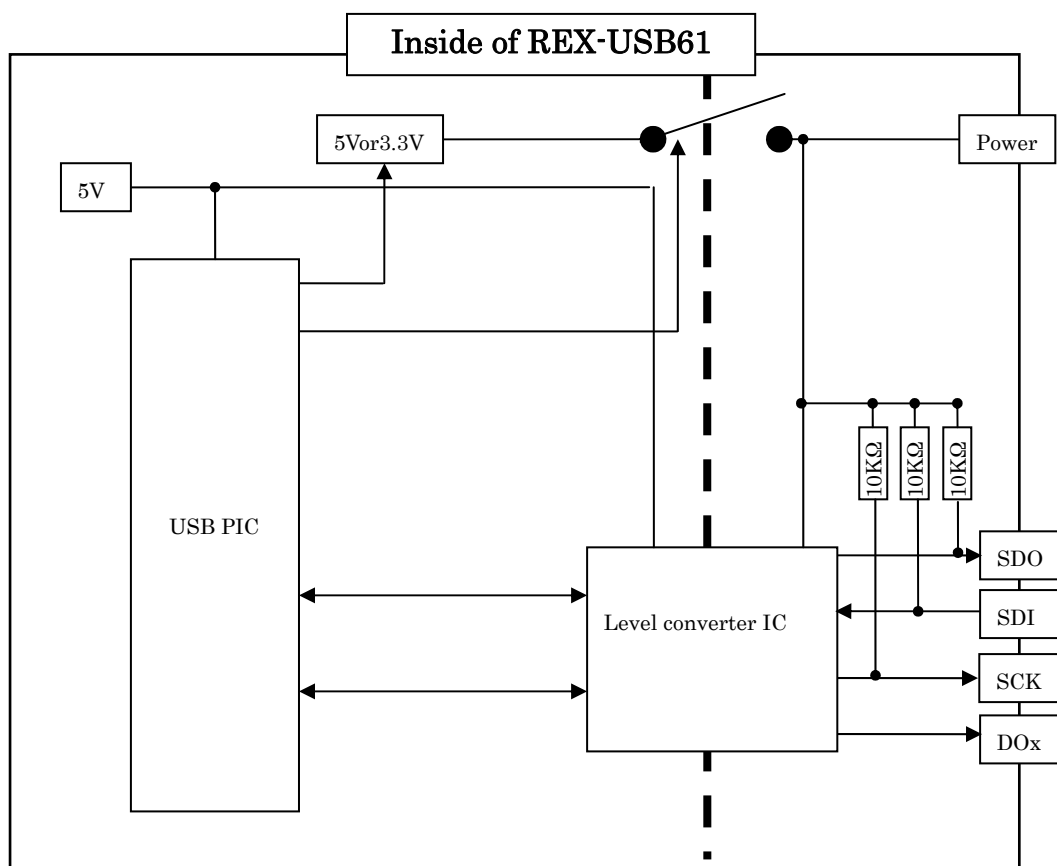 Inside of REX-USB61
5Vor3.3V
Power
5V
10KΩ
10KΩ
10KΩ
USB PIC
SDO
Level converter IC
SDI
SCK
DOx